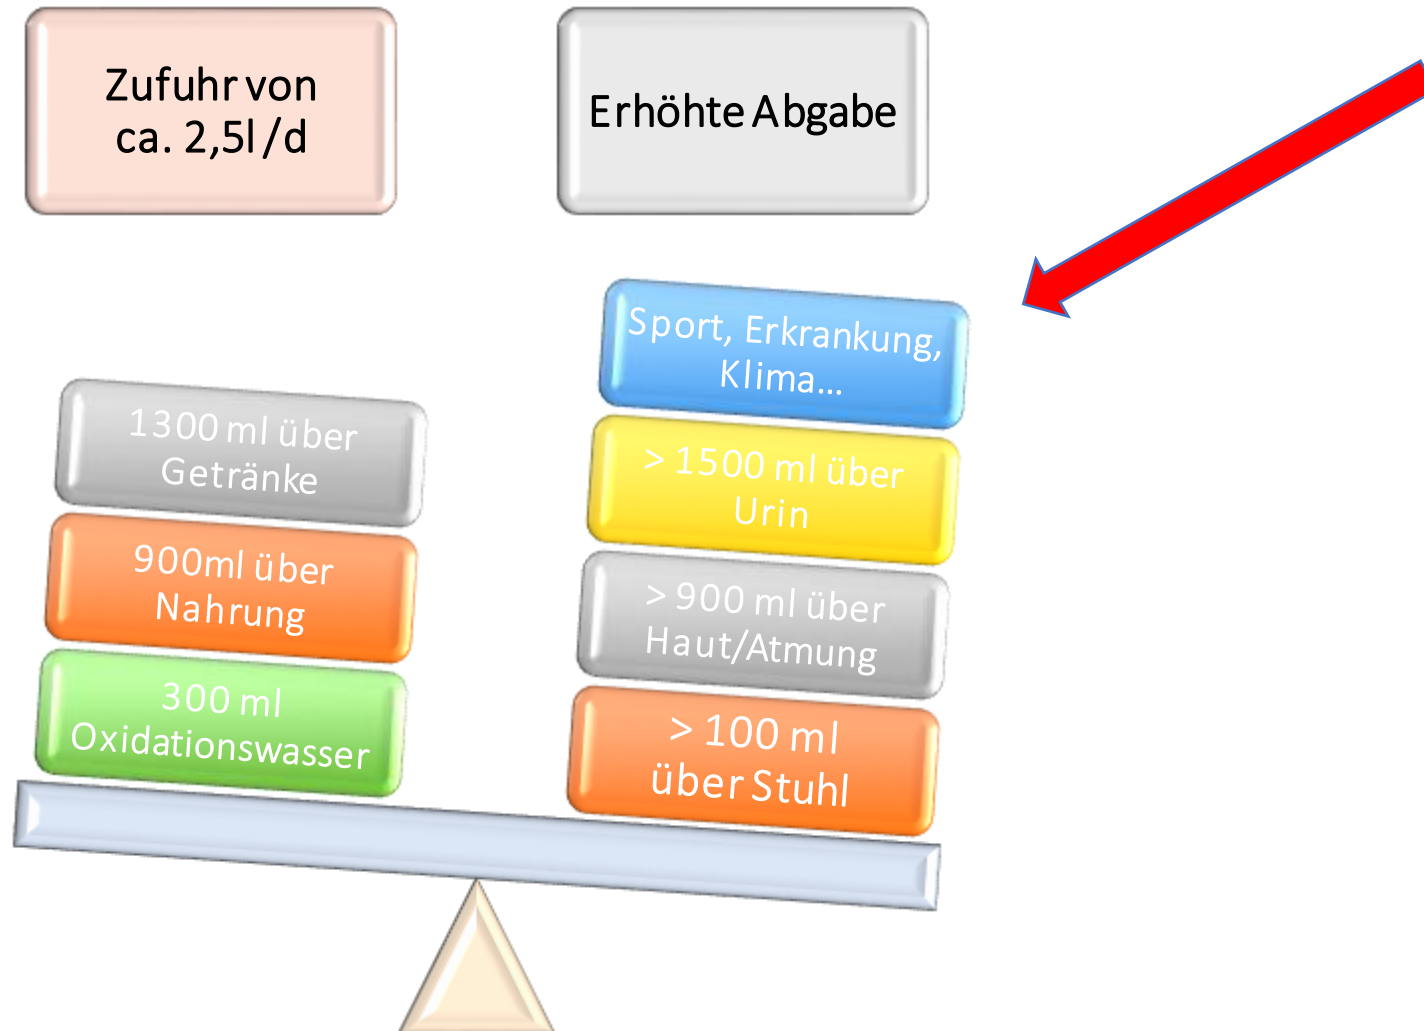 Zufuhr von
ca. 2,5l /d
Erhöhte Abgabe
1300 ml über
Getränke
900ml über
Nahrung
300 ml
Oxidationswasser
Sport, Erkrankung,
Klima...
> 1500 ml über
Urin
> 900 ml über
Haut/Atmung
> 100 ml
über Stuhl